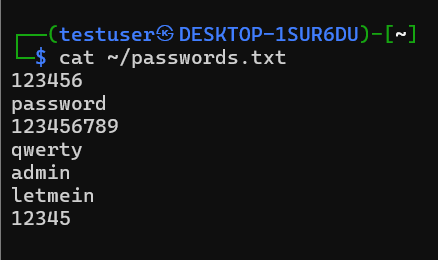 ┌──(testuser㉿DESKTOP-1SUR6DU)-[~]
└─$ cat ~/passwords.txt
123456
password
123456789
qwerty
admin
letmein
12345